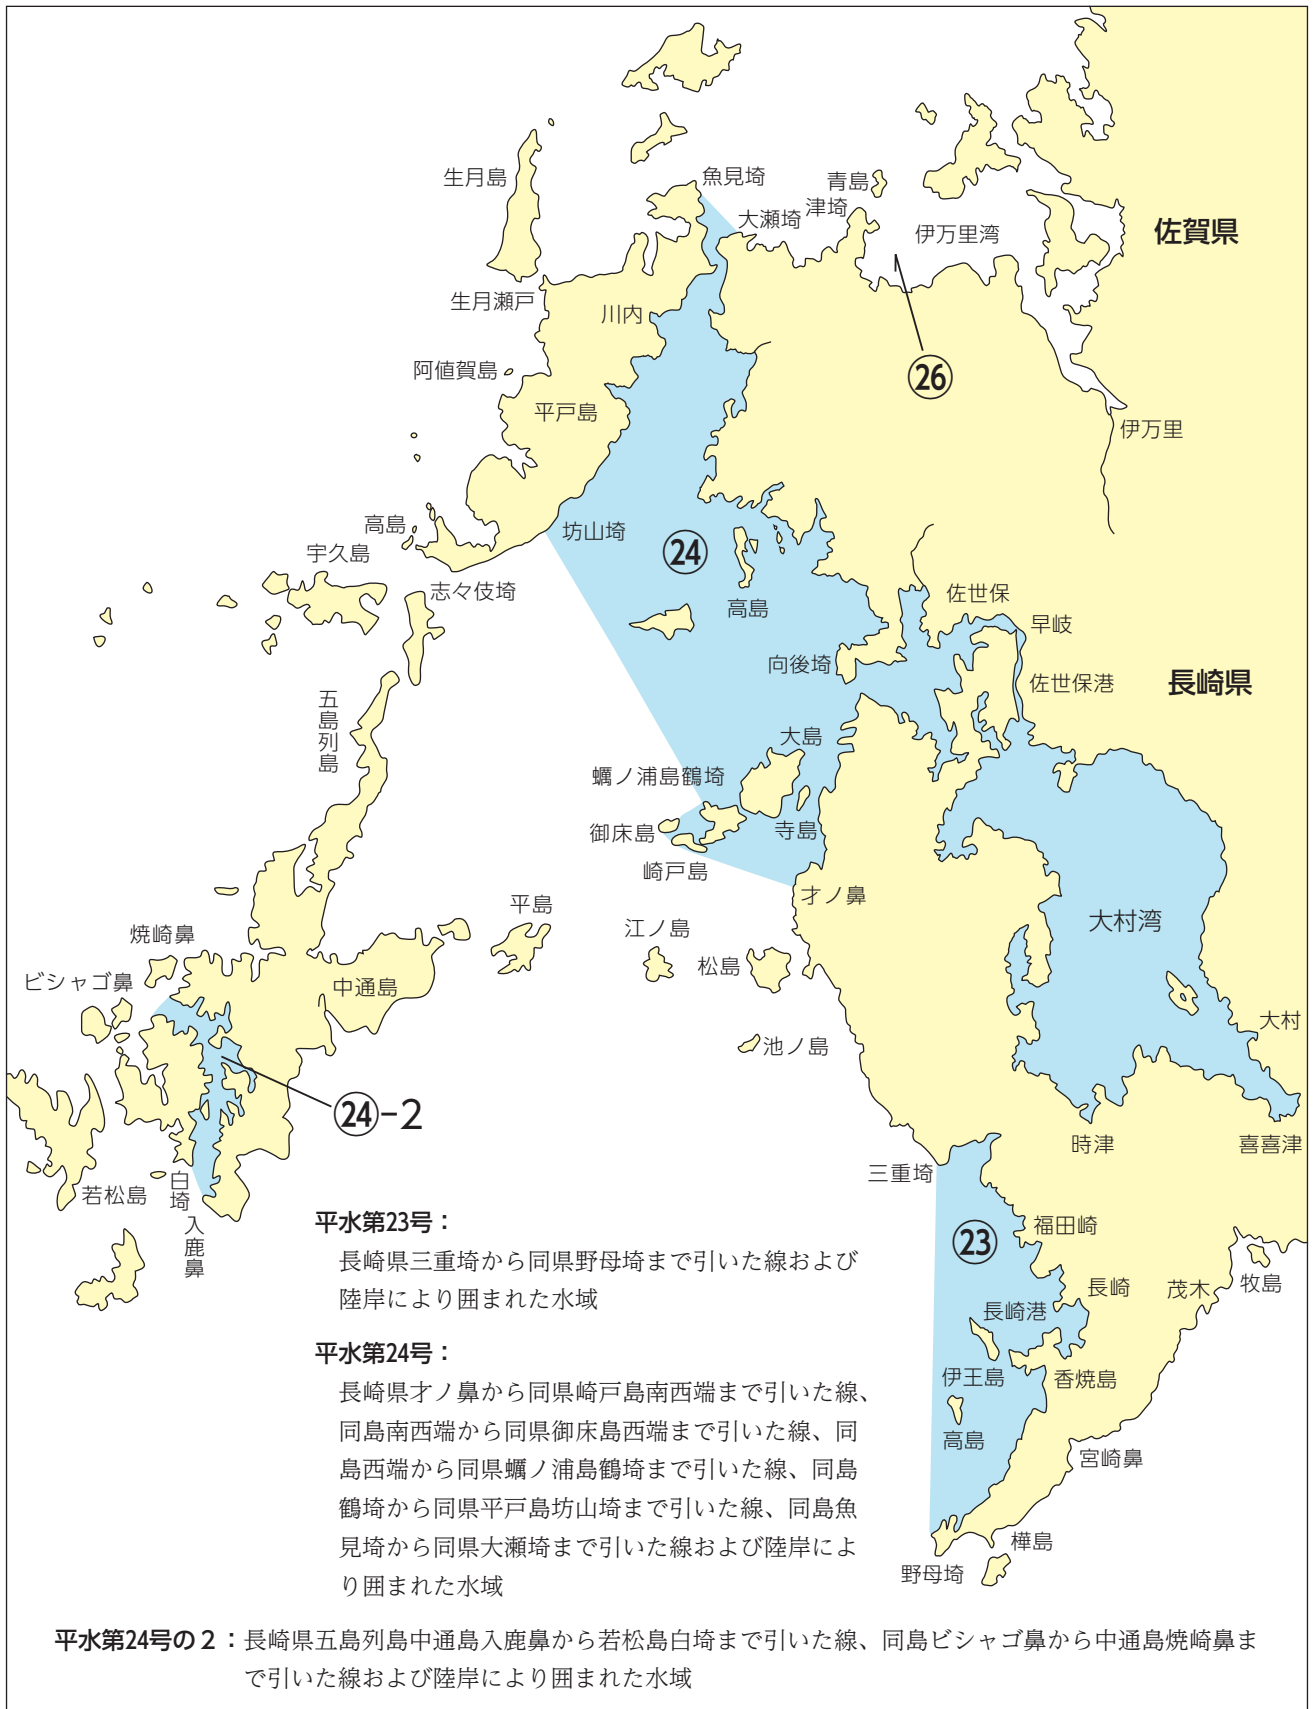 魚見埼
生月島
青島
津埼
大瀬埼
佐賀県
伊万里湾
生月瀬戸
川内
阿値賀島
㉖
平戸島
伊万里
高島
坊山埼
㉔
宇久島
志々伎埼
佐世保
高島
早岐
向後埼
佐世保港
長崎県
五島列島
大島
蠣ノ浦島鶴埼
御床島
寺島
崎戸島
才ノ鼻
平島
大村湾
江ノ島
焼崎鼻
松島
ビシャゴ鼻
中通島
大村
池ノ島
㉔-2
時津
喜喜津
三重埼
白埼
若松島
入鹿鼻
福田崎
㉓
牧島
長崎
茂木
長崎港
伊王島
香焼島
高島
宮崎鼻
樺島
野母埼
平水第23号：
長崎県三重埼から同県野母埼まで引いた線および
陸岸により囲まれた水域
平水第24号：
長崎県才ノ鼻から同県崎戸島南西端まで引いた線、
同島南西端から同県御床島西端まで引いた線、同
島西端から同県蠣ノ浦島鶴埼まで引いた線、同島
鶴埼から同県平戸島坊山埼まで引いた線、同島魚
見埼から同県大瀬埼まで引いた線および陸岸によ
り囲まれた水域
平水第24号の2：長崎県五島列島中通島入鹿鼻から若松島白埼まで引いた線、同島ビシャゴ鼻から中通島焼崎鼻ま
で引いた線および陸岸により囲まれた水域